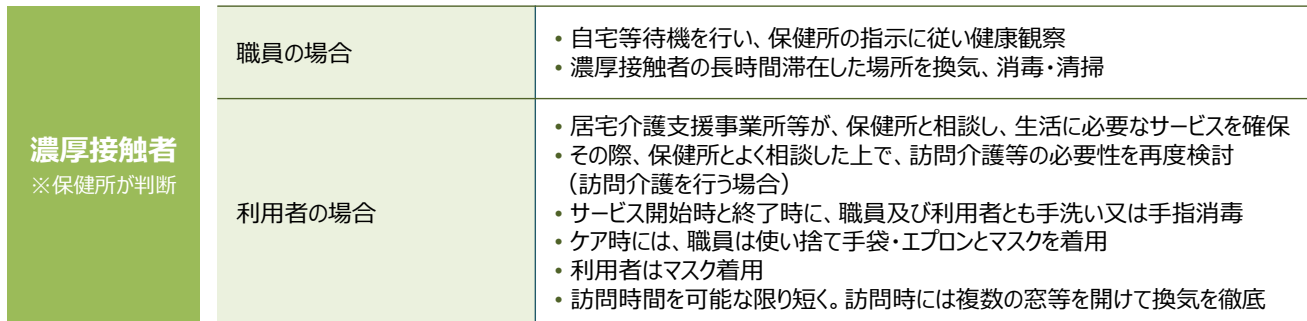 濃厚接触者
※保健所が判断
職員の場合
• 自宅等待機を行い、保健所の指示に従い健康観察
• 濃厚接触者の長時間滞在した場所を換気、消毒・清掃
利用者の場合
• 居宅介護支援事業所等が、保健所と相談し、生活に必要なサービスを確保
• その際、保健所とよく相談した上で、訪問介護等の必要性を再度検討
（訪問介護を行う場合）
• サービス開始時と終了時に、職員及び利用者とも手洗い又は手指消毒
• ケア時には、職員は使い捨て手袋・エプロンとマスクを着用
• 利用者はマスク着用
• 訪問時間を可能な限り短く。訪問時には複数の窓等を開けて換気を徹底